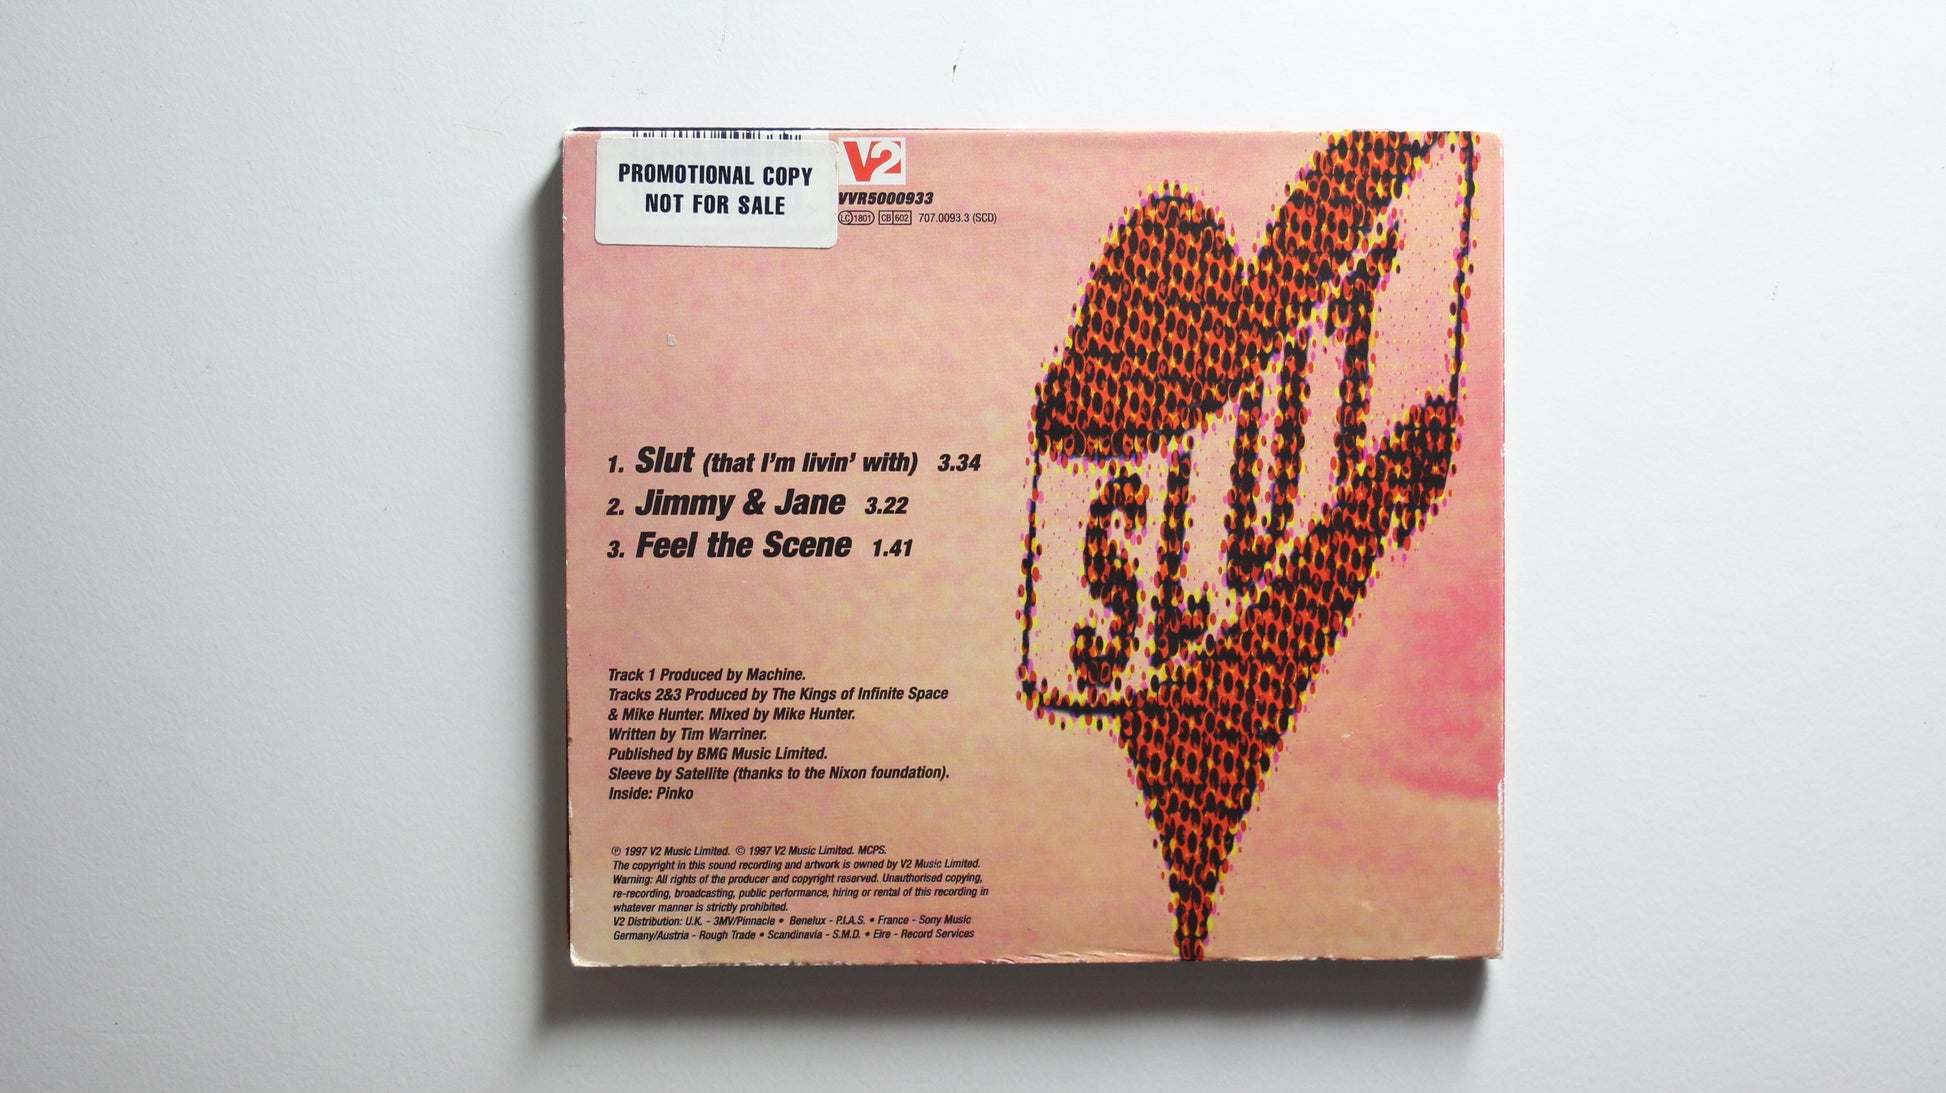 PROMOTIONAL COPY
NOT FOR SALE
V2
VVR5000933
LC 1801 CB 602 707.0093.3 (SCD)
SLUT
1. Slut (that I'm livin' with) 3.34
2. Jimmy & Jane 3.22
3. Feel the Scene 1.41
Track 1 Produced by Machine.
Tracks 2&3 Produced by The Kings of Infinite Space
& Mike Hunter. Mixed by Mike Hunter.
Written by Tim Warriner.
Published by BMG Music Limited.
Sleeve by Satellite (thanks to the Nixon foundation).
Inside: Pinko
℗ 1997 V2 Music Limited. © 1997 V2 Music Limited. MCPS.
The copyright in this sound recording and artwork is owned by V2 Music Limited.
Warning: All rights of the producer and copyright reserved. Unauthorised copying,
re-recording, broadcasting, public performance, hiring or rental of this recording in
whatever manner is strictly prohibited.
V2 Distribution: U.K. - 3MV/Pinnacle • Benelux - P.I.A.S. • France - Sony Music
Germany/Austria - Rough Trade • Scandinavia - S.M.D. • Eire - Record Services